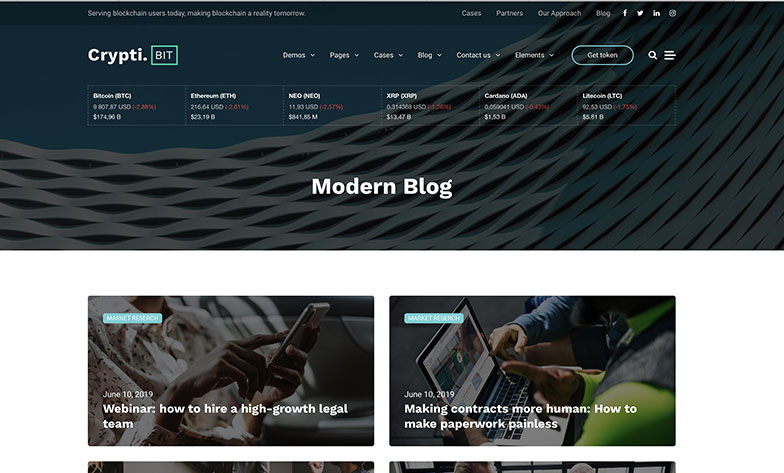 Serving blockchain users today, making blockchain a reality tomorrow.
Cases Partners Our Approach Blog
Crypti. BIT
Demos Pages Cases Blog Contact us Elements Get token
Bitcoin (BTC) Ethereum (ETH) NEO (NEO) XRP (XRP) Cardano (ADA) Litecoin (LTC)
9 807,87 USD (-2,88%) 216,64 USD (-2,61%) 11,93 USD (-2,57%) 0,314368 USD (-1,26%) 0,059041 USD (-0,43%) 92,53 USD (-1,75%)
$174,96 B $23,19 B $841,65 M $13,47 B $1,53 B $5,81 B
Modern Blog
MARKET RESERCH MARKET RESERCH
June 10, 2019
Webinar: how to hire a high-growth legal
team
June 10, 2019
Making contracts more human: How to
make paperwork painless